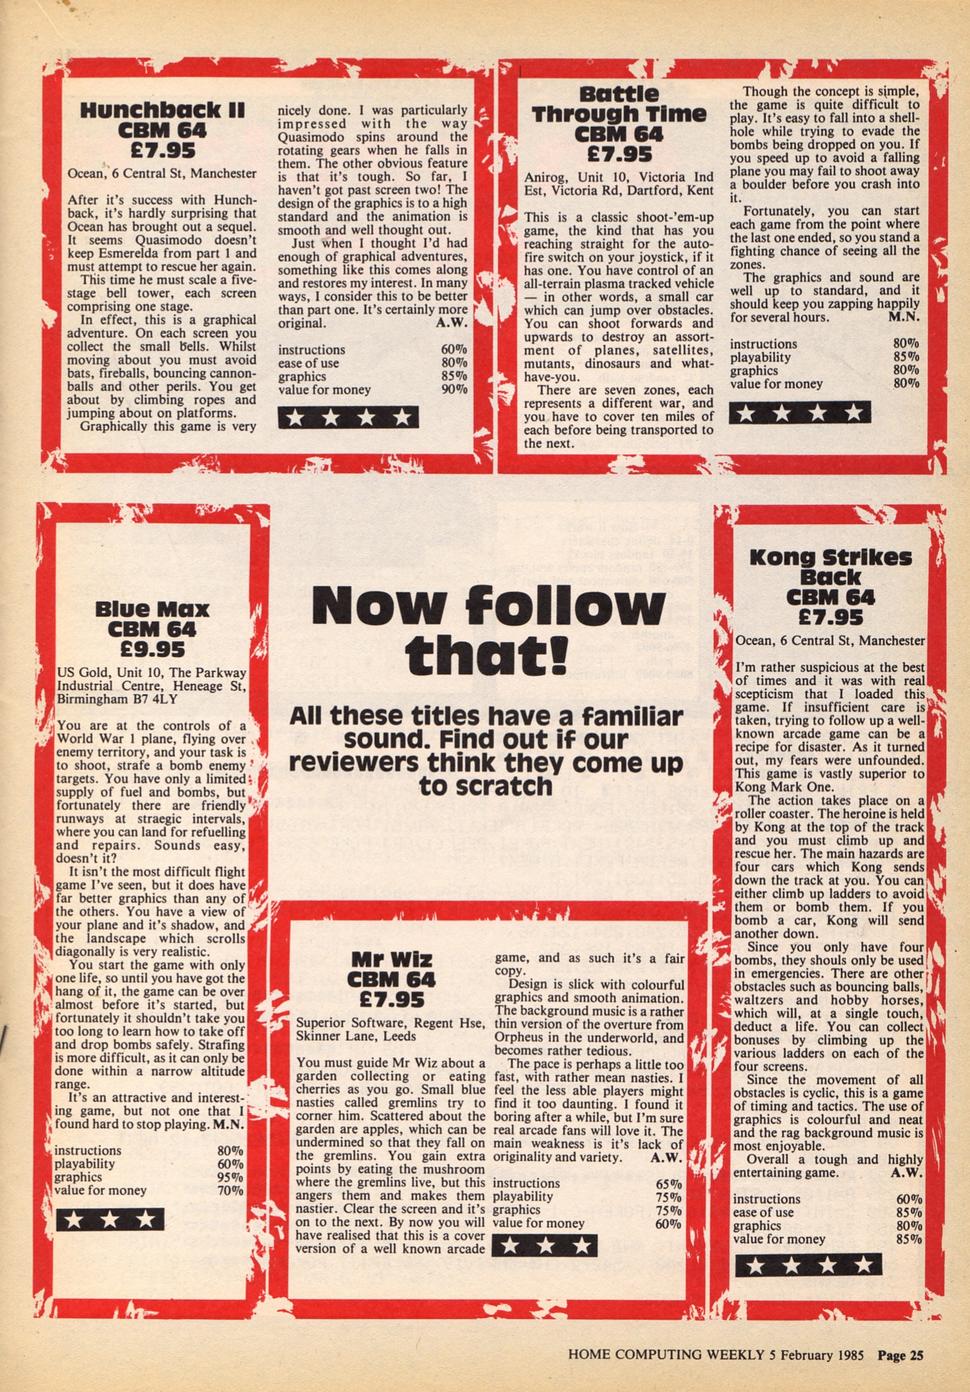 Hunchback II
CBM 64
£7.95
Ocean, 6 Central St, Manchester
After it's success with Hunch-
back, it's hardly surprising that
Ocean has brought out a sequel.
It seems Quasimodo doesn't
keep Esmerelda from part 1 and
must attempt to rescue her again.
This time he must scale a five-
stage bell tower, each screen
comprising one stage.
In effect, this is a graphical
adventure. On each screen you
collect the small bells. Whilst
moving about you must avoid
bats, fireballs, bouncing cannon-
balls and other perils. You get
about by climbing ropes and
jumping about on platforms.
Graphically this game is very
nicely done. I was particularly
impressed with the way
Quasimodo spins around the
rotating gears when he falls in
them. The other obvious feature
is that it's tough. So far, I
haven't got past screen two! The
design of the graphics is to a high
standard and the animation is
smooth and well thought out.
Just when I thought I'd had
enough of graphical adventures,
something like this comes along
and restores my interest. In many
ways, I consider this to be better
than part one. It's certainly more
original. A.W.
instructions 60%
ease of use 80%
graphics 85%
value for money 90%
Battle
Through Time
CBM 64
£7.95
Anirog, Unit 10, Victoria Ind
Est, Victoria Rd, Dartford, Kent
This is a classic shoot-'em-up
game, the kind that has you
reaching straight for the auto-
fire switch on your joystick, if it
has one. You have control of an
all-terrain plasma tracked vehicle
— in other words, a small car
which can jump over obstacles.
You can shoot forwards and
upwards to destroy an assort-
ment of planes, satellites,
mutants, dinosaurs and what-
have-you.
There are seven zones, each
represents a different war, and
you have to cover ten miles of
each before being transported to
the next.
Though the concept is simple,
the game is quite difficult to
play. It's easy to fall into a shell-
hole while trying to evade the
bombs being dropped on you. If
you speed up to avoid a falling
plane you may fail to shoot away
a boulder before you crash into
it.
Fortunately, you can start
each game from the point where
the last one ended, so you stand a
fighting chance of seeing all the
zones.
The graphics and sound are
well up to standard, and it
should keep you zapping happily
for several hours. M.N.
instructions 80%
playability 85%
graphics 80%
value for money 80%
Blue Max
CBM 64
£9.95
US Gold, Unit 10, The Parkway
Industrial Centre, Heneage St,
Birmingham B7 4LY
You are at the controls of a
World War 1 plane, flying over
enemy territory, and your task is
to shoot, strafe a bomb enemy
targets. You have only a limited
supply of fuel and bombs, but
fortunately there are friendly
runways at straegic intervals,
where you can land for refuelling
and repairs. Sounds easy,
doesn't it?
It isn't the most difficult flight
game I've seen, but it does have
far better graphics than any of
the others. You have a view of
your plane and it's shadow, and
the landscape which scrolls
diagonally is very realistic.
You start the game with only
one life, so until you have got the
hang of it, the game can be over
almost before it's started, but
fortunately it shouldn't take you
too long to learn how to take off
and drop bombs safely. Strafing
is more difficult, as it can only be
done within a narrow altitude
range.
It's an attractive and interest-
ing game, but not one that I
found hard to stop playing. M.N.
instructions 80%
playability 60%
graphics 95%
value for money 70%
Now follow
that!
All these titles have a familiar
sound. Find out if our
reviewers think they come up
to scratch
Mr Wiz
CBM 64
£7.95
Superior Software, Regent Hse,
Skinner Lane, Leeds
You must guide Mr Wiz about a
garden collecting or eating
cherries as you go. Small blue
nasties called gremlins try to
corner him. Scattered about the
garden are apples, which can be
undermined so that they fall on
the gremlins. You gain extra
points by eating the mushroom
where the gremlins live, but this
angers them and makes them
nastier. Clear the screen and it's
on to the next. By now you will
have realised that this is a cover
version of a well known arcade
game, and as such it's a fair
copy.
Design is slick with colourful
graphics and smooth animation.
The background music is a rather
thin version of the overture from
Orpheus in the underworld, and
becomes rather tedious.
The pace is perhaps a little too
fast, with rather mean nasties. I
feel the less able players might
find it too daunting. I found it
boring after a while, but I'm sure
real arcade fans will love it. The
main weakness is it's lack of
originality and variety. A.W.
instructions 65%
playability 75%
graphics 75%
value for money 60%
Kong Strikes
Back
CBM 64
£7.95
Ocean, 6 Central St, Manchester
I'm rather suspicious at the best
of times and it was with real
scepticism that I loaded this
game. If insufficient care is
taken, trying to follow up a well-
known arcade game can be a
recipe for disaster. As it turned
out, my fears were unfounded.
This game is vastly superior to
Kong Mark One.
The action takes place on a
roller coaster. The heroine is held
by Kong at the top of the track
and you must climb up and
rescue her. The main hazards are
four cars which Kong sends
down the track at you. You can
either climb up ladders to avoid
them or bomb them. If you
bomb a car, Kong will send
another down.
Since you only have four
bombs, they shouls only be used
in emergencies. There are other
obstacles such as bouncing balls,
waltzers and hobby horses,
which will, at a single touch,
deduct a life. You can collect
bonuses by climbing up the
various ladders on each of the
four screens.
Since the movement of all
obstacles is cyclic, this is a game
of timing and tactics. The use of
graphics is colourful and neat
and the rag background music is
most enjoyable.
Overall a tough and highly
entertaining game. A.W.
instructions 60%
ease of use 85%
graphics 80%
value for money 85%
HOME COMPUTING WEEKLY 5 February 1985 Page 25